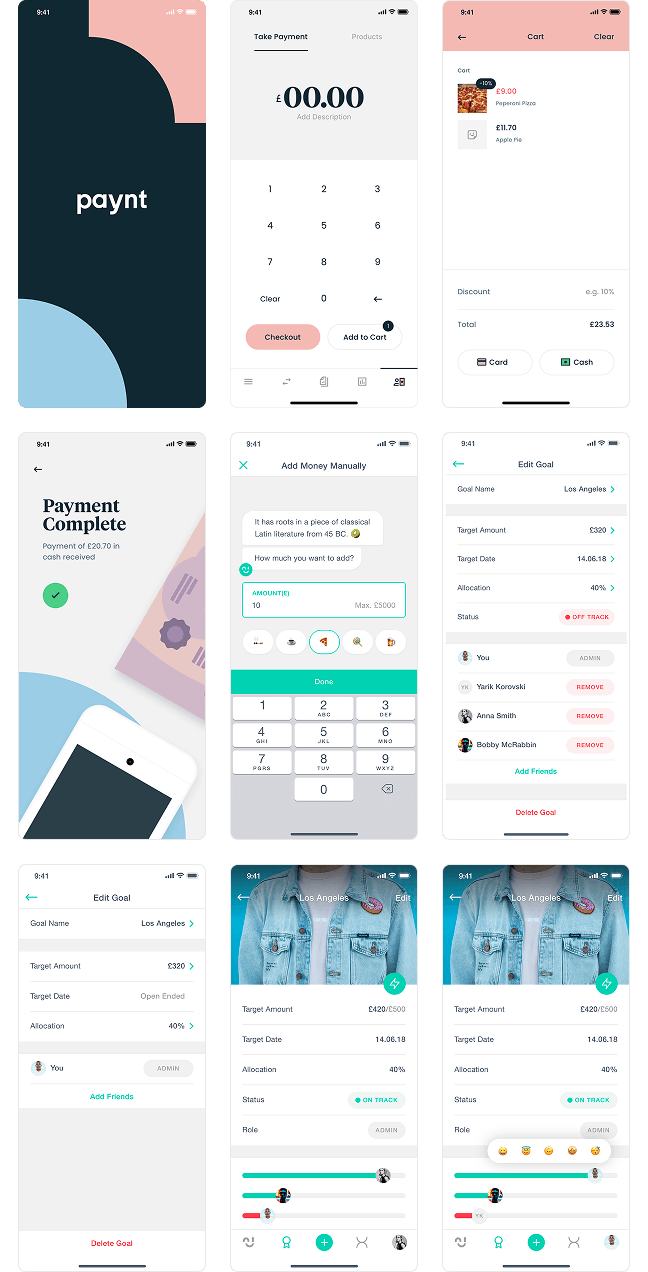 9:41
paynt
9:41
Take Payment
Products
£00.00
Add Description
1 2 3
4 5 6
7 8 9
Clear 0
Checkout
Add to Cart
1
9:41
Cart
Clear
Cart
-10%
£9.00
Peperoni Pizza
£11.70
Apple Pie
Discount
e.g. 10%
Total
£23.53
Card
Cash
9:41
Payment
Complete
Payment of £20.70 in
cash received
9:41
Add Money Manually
It has roots in a piece of classical
Latin literature from 45 BC.
How much you want to add?
AMOUNT(£)
10
Max. £5000
Done
1 2 3
ABC DEF
4 5 6
GHI JKL MNO
7 8 9
PGRS TUV WXYZ
0
9:41
Edit Goal
Goal Name
Los Angeles
Target Amount
£320
Target Date
14.06.18
Allocation
40%
Status
OFF TRACK
You
ADMIN
YK
Yarik Korovski
REMOVE
Anna Smith
REMOVE
Bobby McRabbin
REMOVE
Add Friends
Delete Goal
9:41
Edit Goal
Goal Name
Los Angeles
Target Amount
£320
Target Date
Open Ended
Allocation
40%
You
ADMIN
Add Friends
Delete Goal
9:41
Los Angeles
Edit
Target Amount
£420/£500
Target Date
14.06.18
Allocation
40%
Status
ON TRACK
Role
ADMIN
9:41
Los Angeles
Edit
Target Amount
£420/£500
Target Date
14.06.18
Allocation
40%
Status
ON TRACK
Role
ADMIN
YK